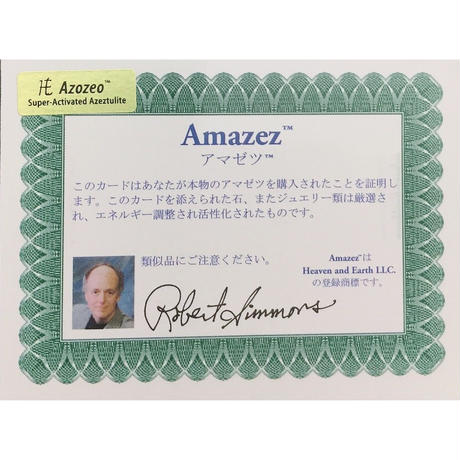 Azozeo™
Super-Activated Azeztulite
Amazez™
アマゼツ™
このカードはあなたが本物のアマゼツを購入されたことを証明し
ます。このカードを添えられた石、またジュエリー類は厳選さ
れ、エネルギー調整され活性化されたものです。
類似品にご注意ください。
Amazez™は
Heaven and Earth LLC.
の登録商標です。
Robert Simmons